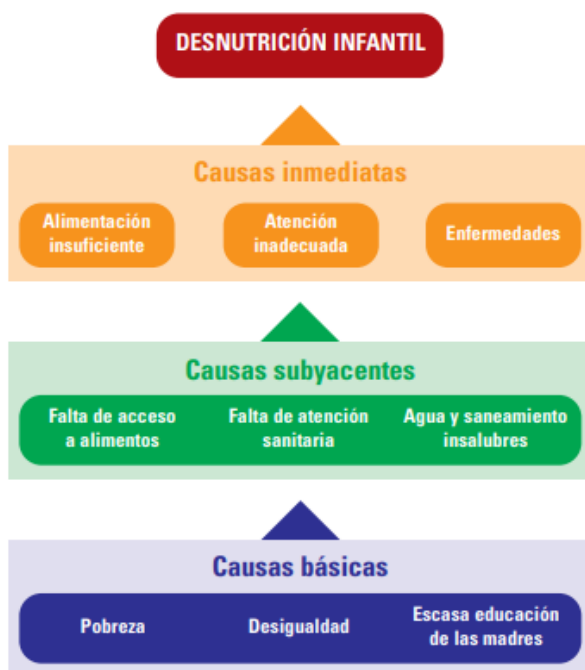 DESNUTRICIÓN INFANTIL
Causas inmediatas
Alimentación
insuficiente
Atención
inadecuada
Enfermedades
Causas subyacentes
Falta de acceso
a alimentos
Falta de atención
sanitaria
Agua y saneamiento
insalubres
Causas básicas
Pobreza
Desigualdad
Escasa educación
de las madres